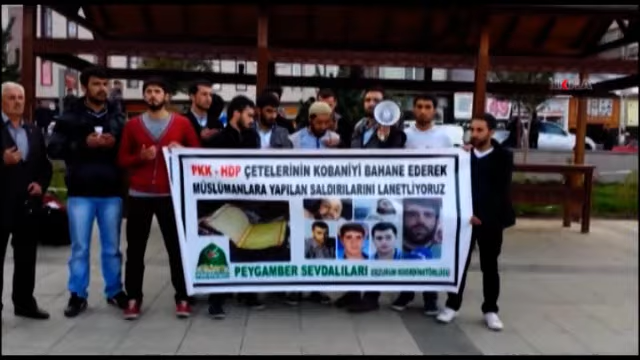 PKK - HDP ÇETELERİNİN KOBANİYİ BAHANE EDEREK
MÜSLÜMANLARA YAPILAN SALDIRILARINI LANETLİYORUZ
PEYGAMBER SEVDALILARI ERZURUM KOORDİNATÖRLÜĞÜ